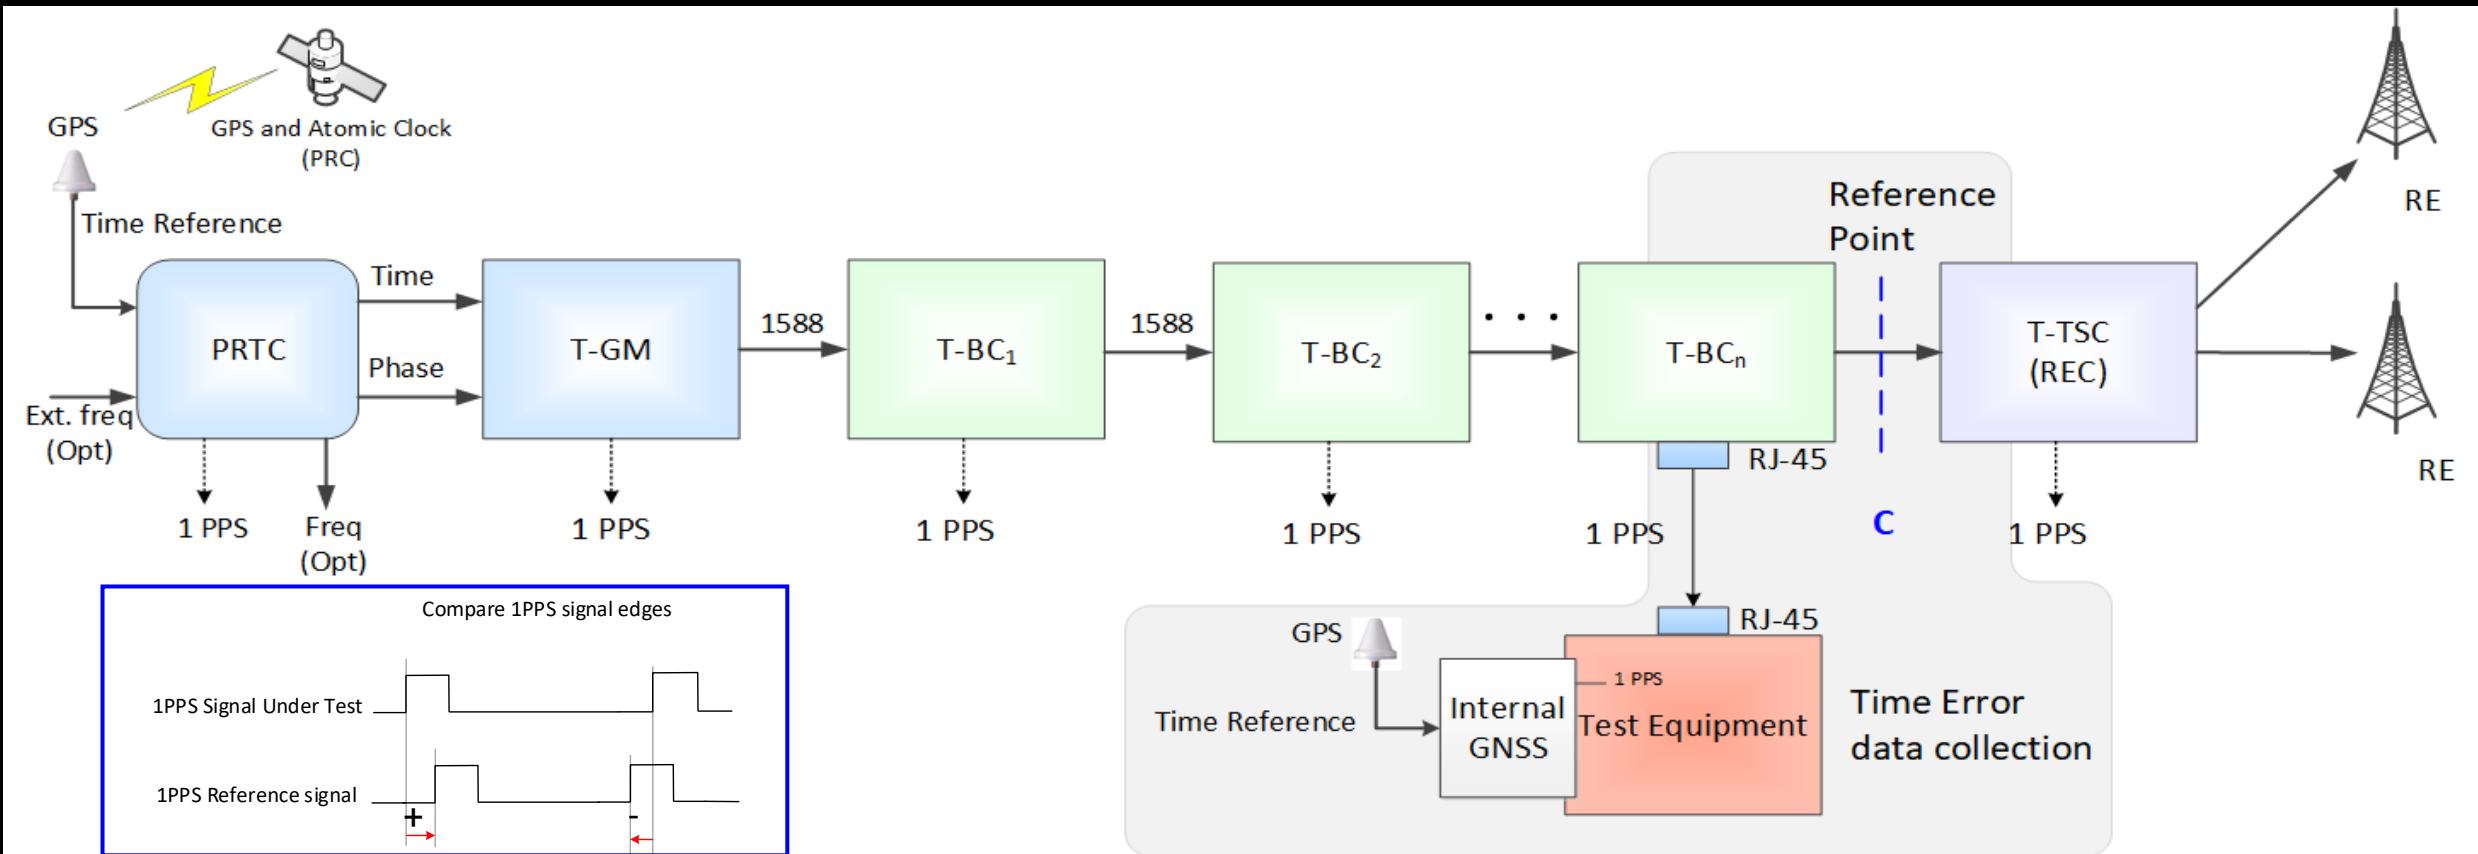 GPS
GPS and Atomic Clock
(PRC)
Time Reference
Ext. freq
(Opt)
PRTC
Time
Phase
T-GM
1588
T-BC1
1588
T-BC2
. . .
T-BCn
Reference
Point
C
T-TSC
(REC)
RE
RE
1 PPS
Freq
(Opt)
1 PPS
1 PPS
1 PPS
1 PPS
RJ-45
1 PPS
Compare 1PPS signal edges
1PPS Signal Under Test
1PPS Reference signal
+
-
GPS
Time Reference
Internal
GNSS
RJ-45
1 PPS
Test Equipment
Time Error
data collection